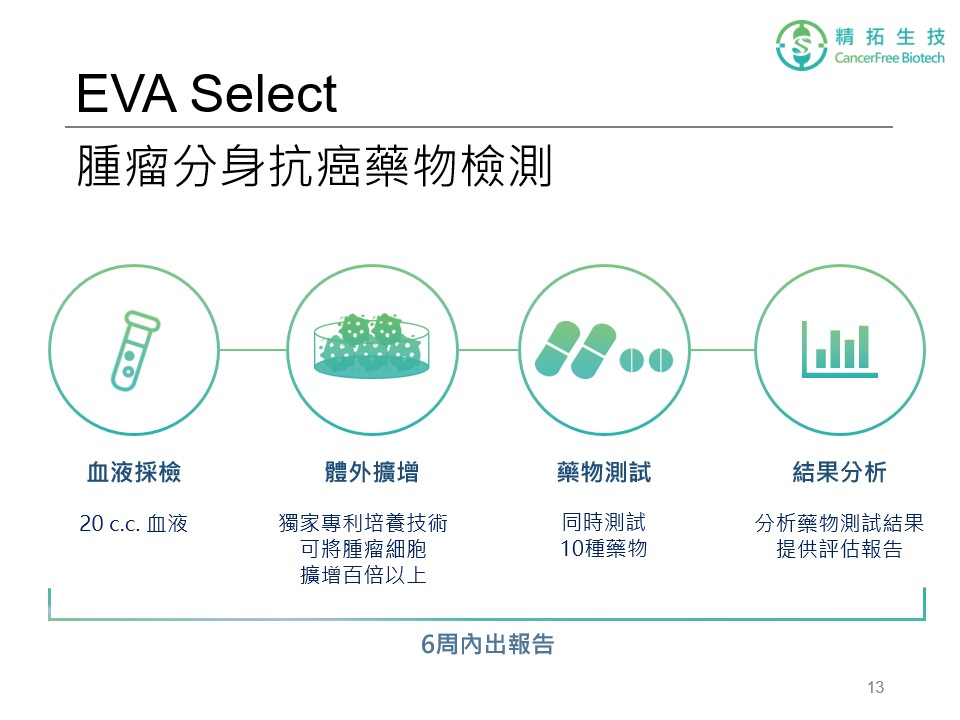 精拓生技
CancerFree Biotech
EVA Select
腫瘤分身抗癌藥物檢測
血液採檢
20 c.c. 血液
體外擴增
獨家專利培養技術
可將腫瘤細胞
擴增百倍以上
藥物測試
同時測試
10種藥物
結果分析
分析藥物測試結果
提供評估報告
6周內出報告
13